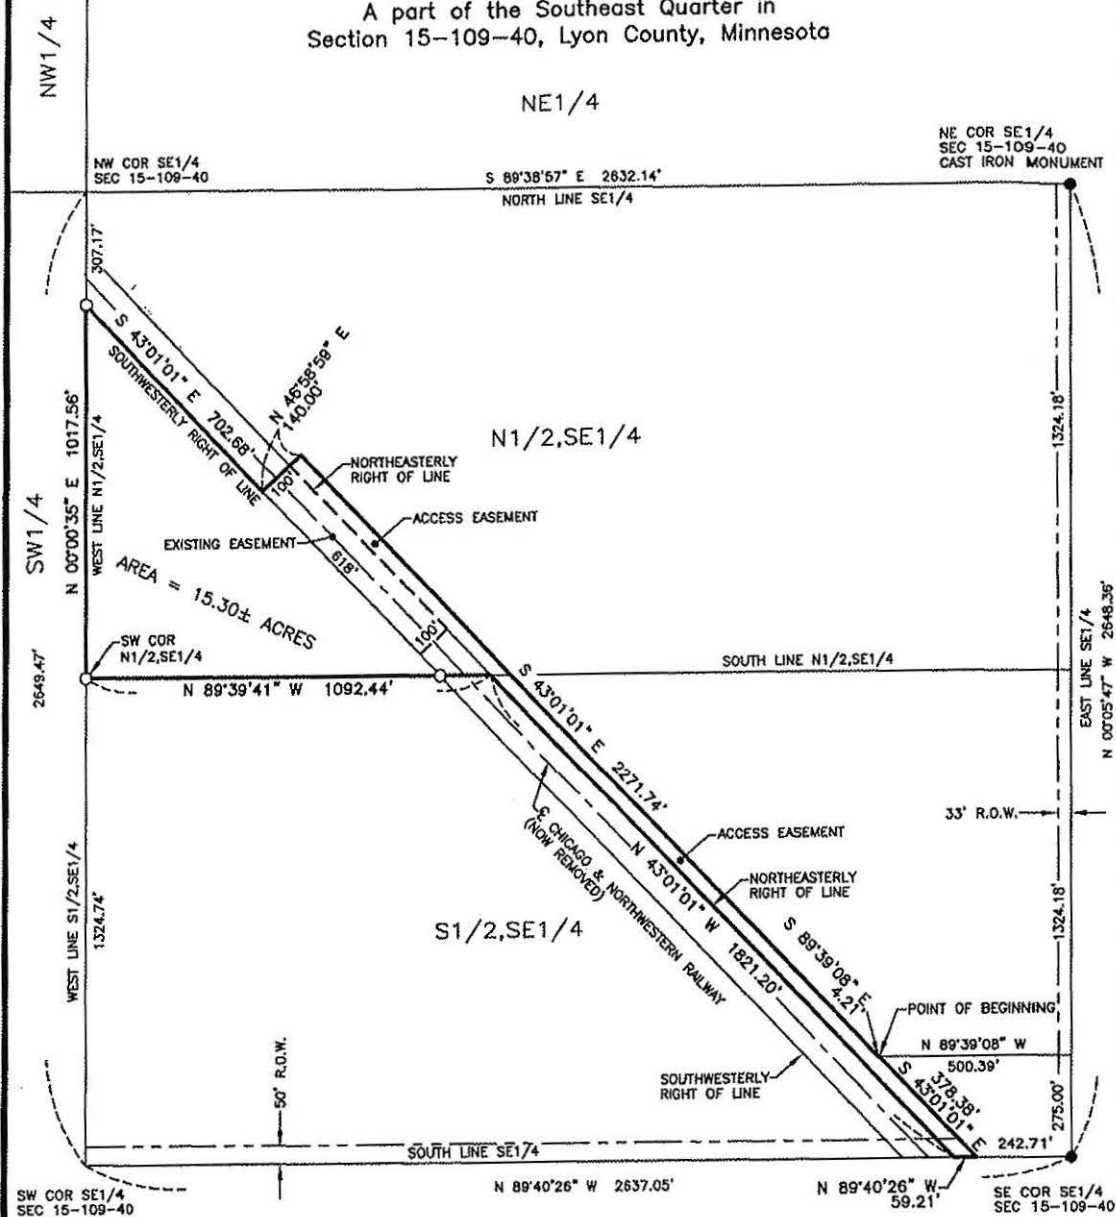 A part of the Southeast Quarter in
Section 15-109-40, Lyon County, Minnesota
NW1/4
NE1/4
NE COR SE1/4
SEC 15-109-40
CAST IRON MONUMENT
NW COR SE1/4
SEC 15-109-40
S 89°38'57" E 2632.14'
NORTH LINE SE1/4
307.17'
S 43°01'01" E 702.68'
SOUTHWESTERLY RIGHT OF LINE
N 46°58'59" E
140.00'
100'
N1/2,SE1/4
1324.18'
NORTHEASTERLY
RIGHT OF LINE
ACCESS EASEMENT
EXISTING EASEMENT
618'
100'
SW1/4
N 00°00'35" E 1017.56'
WEST LINE N1/2,SE1/4
AREA = 15.30± ACRES
SW COR
N1/2,SE1/4
2649.47'
N 89°39'41" W 1092.44'
SOUTH LINE N1/2,SE1/4
EAST LINE SE1/4
N 00°05'47" W 2648.36'
S 43°01'01" E 2271.74'
33' R.O.W.
℄ CHICAGO & NORTHWESTERN RAILWAY
(NOW REMOVED)
N 43°01'01" W 1821.20'
ACCESS EASEMENT
NORTHEASTERLY
RIGHT OF LINE
WEST LINE S1/2,SE1/4
1324.74'
S1/2,SE1/4
1324.18'
S 89°39'08" E
4.21'
POINT OF BEGINNING
N 89°39'08" W
500.39'
378.38'
S 43°01'01" E
275.00'
SOUTHWESTERLY
RIGHT OF LINE
50' R.O.W.
SOUTH LINE SE1/4
242.71'
N 89°40'26" W 2637.05'
N 89°40'26" W
59.21'
SW COR SE1/4
SEC 15-109-40
SE COR SE1/4
SEC 15-109-40